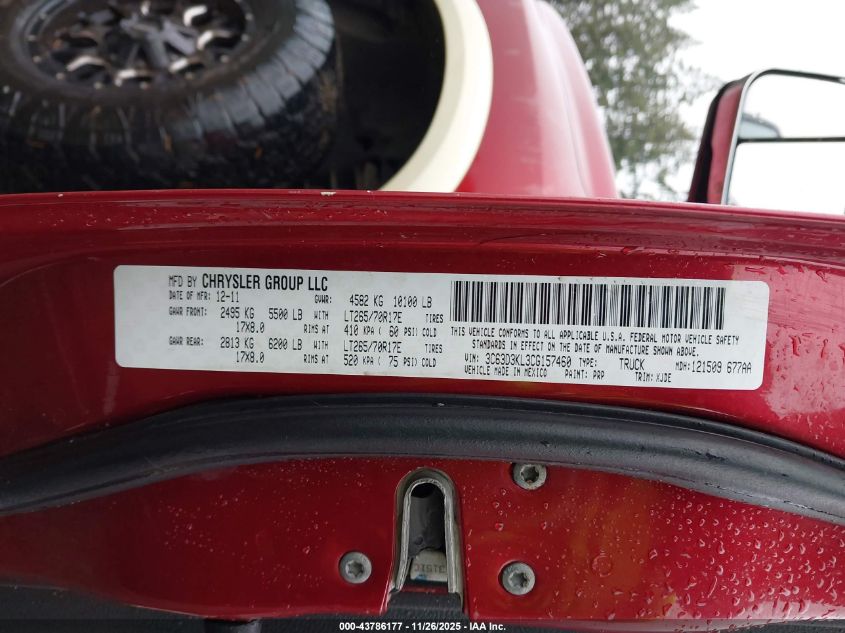 MFD BY CHRYSLER GROUP LLC
DATE OF MFR: 12-11 GVWR: 4582 KG 10100 LB
GAWR FRONT: 2495 KG 5500 LB WITH LT265/70R17E TIRES
17X8.0 RIMS AT 410 KPA ( 60 PSI) COLD
GAWR REAR: 2813 KG 6200 LB WITH LT265/70R17E TIRES
17X8.0 RIMS AT 520 KPA ( 75 PSI) COLD
THIS VEHICLE CONFORMS TO ALL APPLICABLE U.S.A. FEDERAL MOTOR VEHICLE SAFETY
STANDARDS IN EFFECT ON THE DATE OF MANUFACTURE SHOWN ABOVE.
VIN: 3C63D3KL3CG157460 TYPE: TRUCK MDH: 121509 677AA
VEHICLE MADE IN MEXICO PAINT: PRP TRIM: XJDE
000-43786177 - 11/26/2025 - IAA Inc.